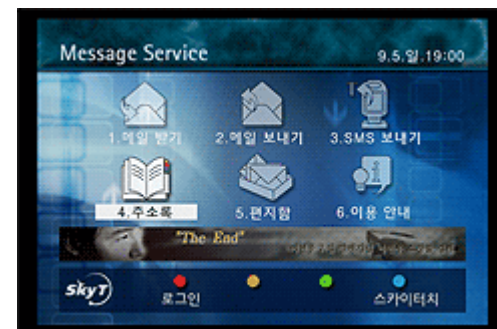 Message Service
9.5.일.19:00
1.메일 받기
2.메일 보내기
3.SMS 보내기
4.주소록
5.편지함
6.이용 안내
"The End"
SkyT
로그인
스카이터치